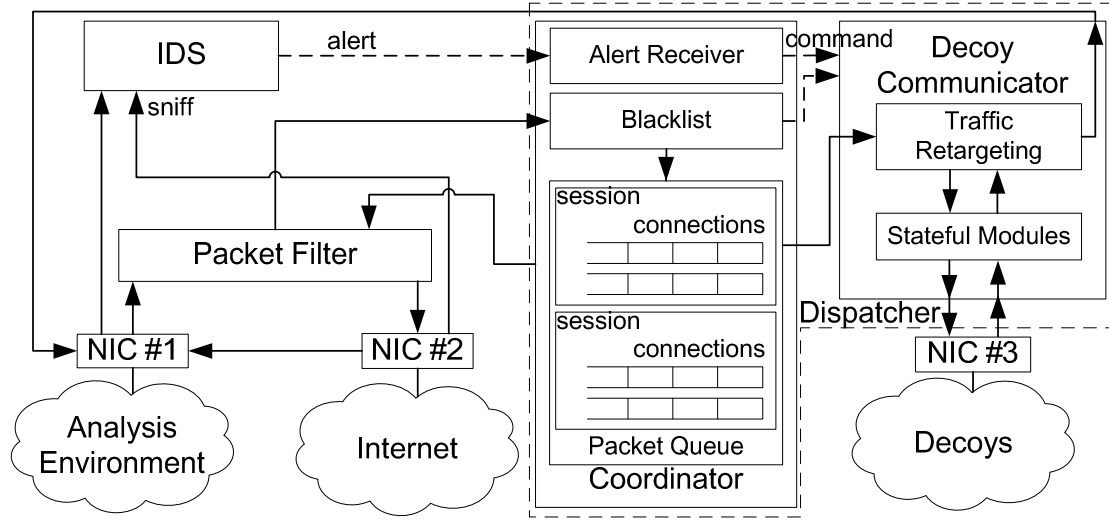 IDS
alert
sniff
Packet Filter
NIC #1
NIC #2
Analysis
Environment
Internet
Alert Receiver
Blacklist
session
connections
session
connections
Packet Queue
Coordinator
command
Decoy
Communicator
Traffic
Retargeting
Stateful Modules
Dispatcher
NIC #3
Decoys